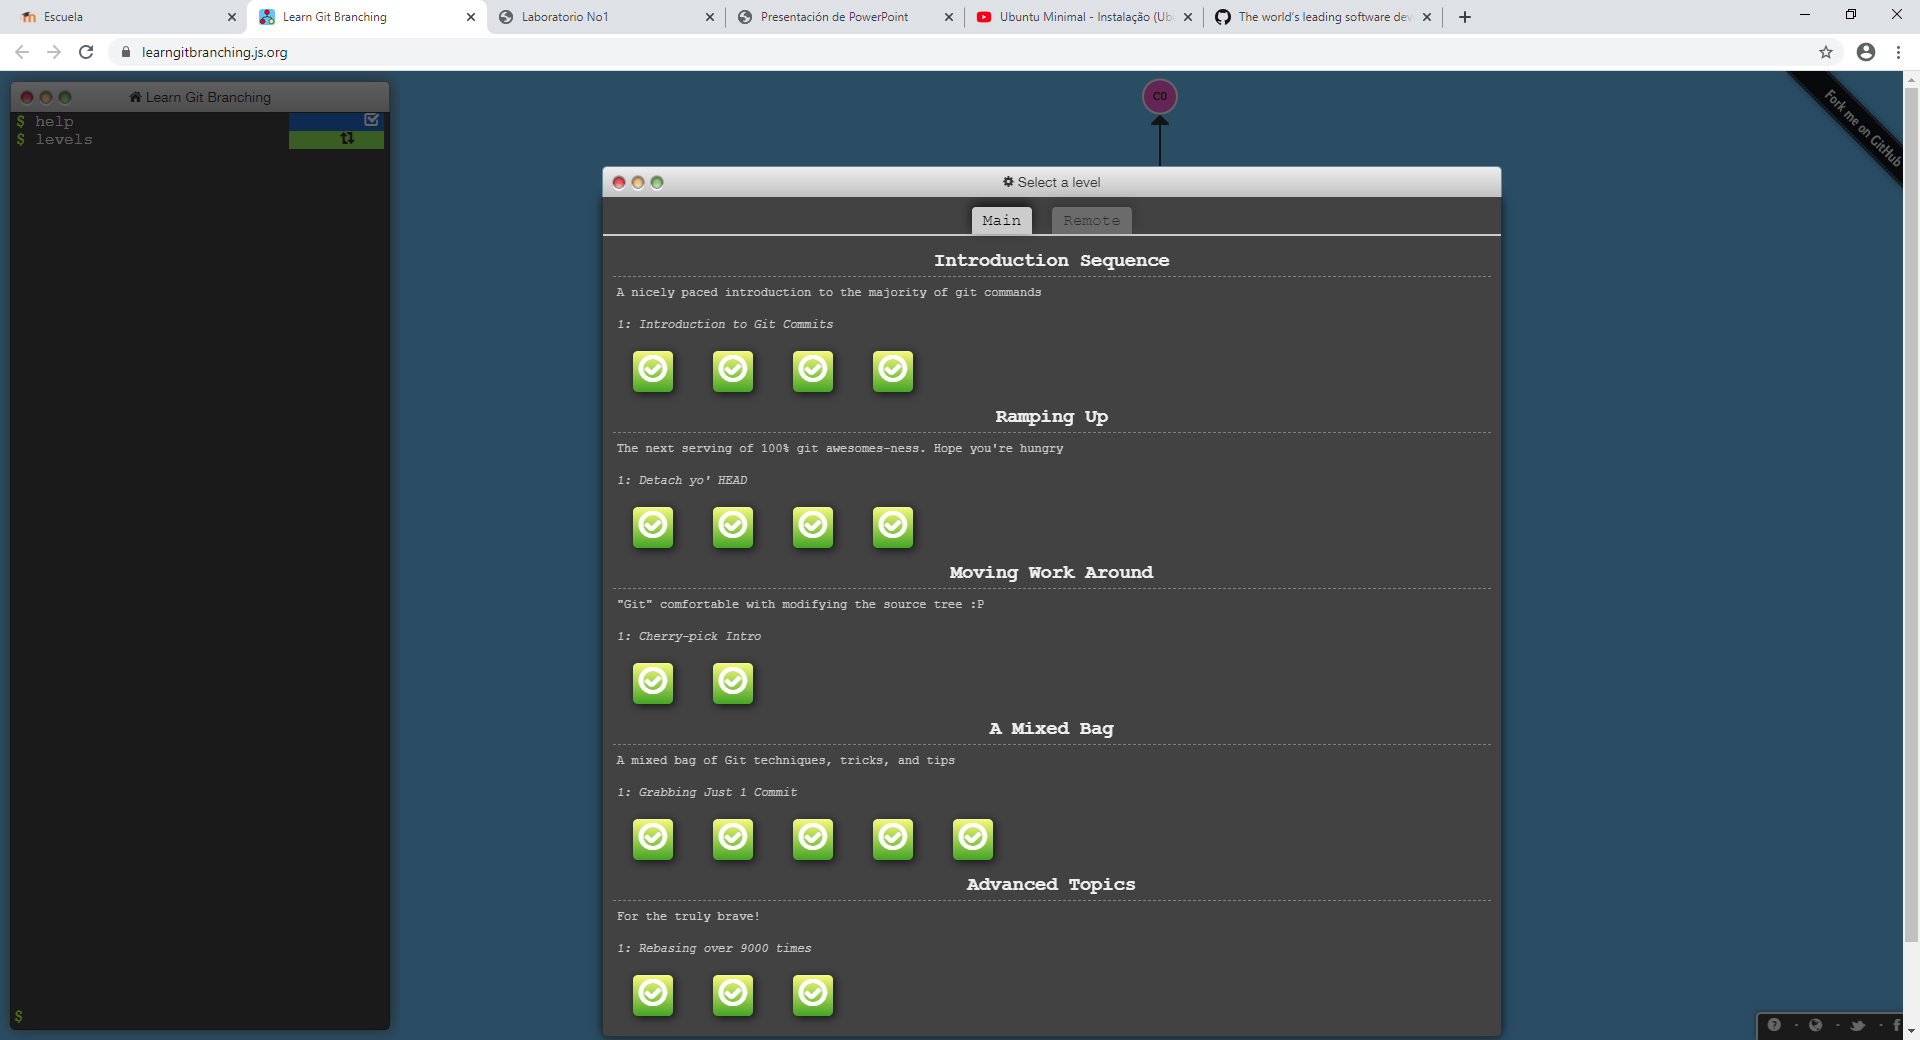 Escuela
Learn Git Branching
Laboratorio No1
Presentación de PowerPoint
Ubuntu Minimal - Instalação (Ub
The world's leading software dev
learngitbranching.js.org
Learn Git Branching
$ help
$ levels
$
C0
Fork me on GitHub
Select a level
Main
Remote
Introduction Sequence
A nicely paced introduction to the majority of git commands
1: Introduction to Git Commits
Ramping Up
The next serving of 100% git awesomes-ness. Hope you're hungry
1: Detach yo' HEAD
Moving Work Around
"Git" comfortable with modifying the source tree :P
1: Cherry-pick Intro
A Mixed Bag
A mixed bag of Git techniques, tricks, and tips
1: Grabbing Just 1 Commit
Advanced Topics
For the truly brave!
1: Rebasing over 9000 times